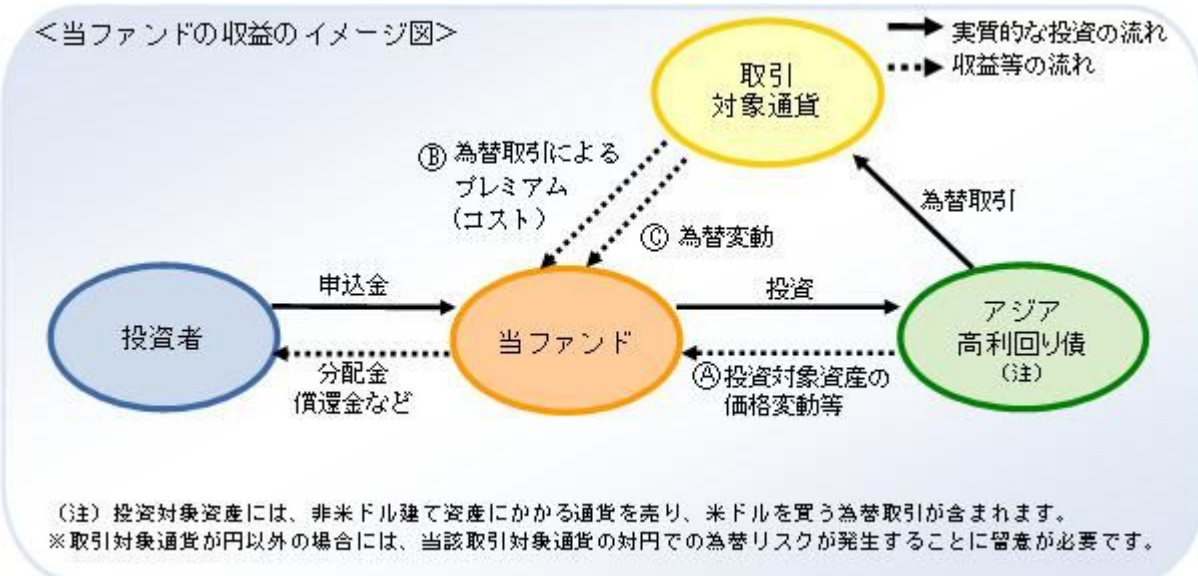 ＜当ファンドの収益のイメージ図＞
実質的な投資の流れ
収益等の流れ
取引
対象通貨
Ⓑ 為替取引による
プレミアム
（コスト）
Ⓒ 為替変動
為替取引
投資者
申込金
分配金
償還金など
当ファンド
投資
Ⓐ投資対象資産の
価格変動等
アジア
高利回り債
（注）
（注）投資対象資産には、非米ドル建て資産にかかる通貨を売り、米ドルを買う為替取引が含まれます。
※取引対象通貨が円以外の場合には、当該取引対象通貨の対円での為替リスクが発生することに留意が必要です。